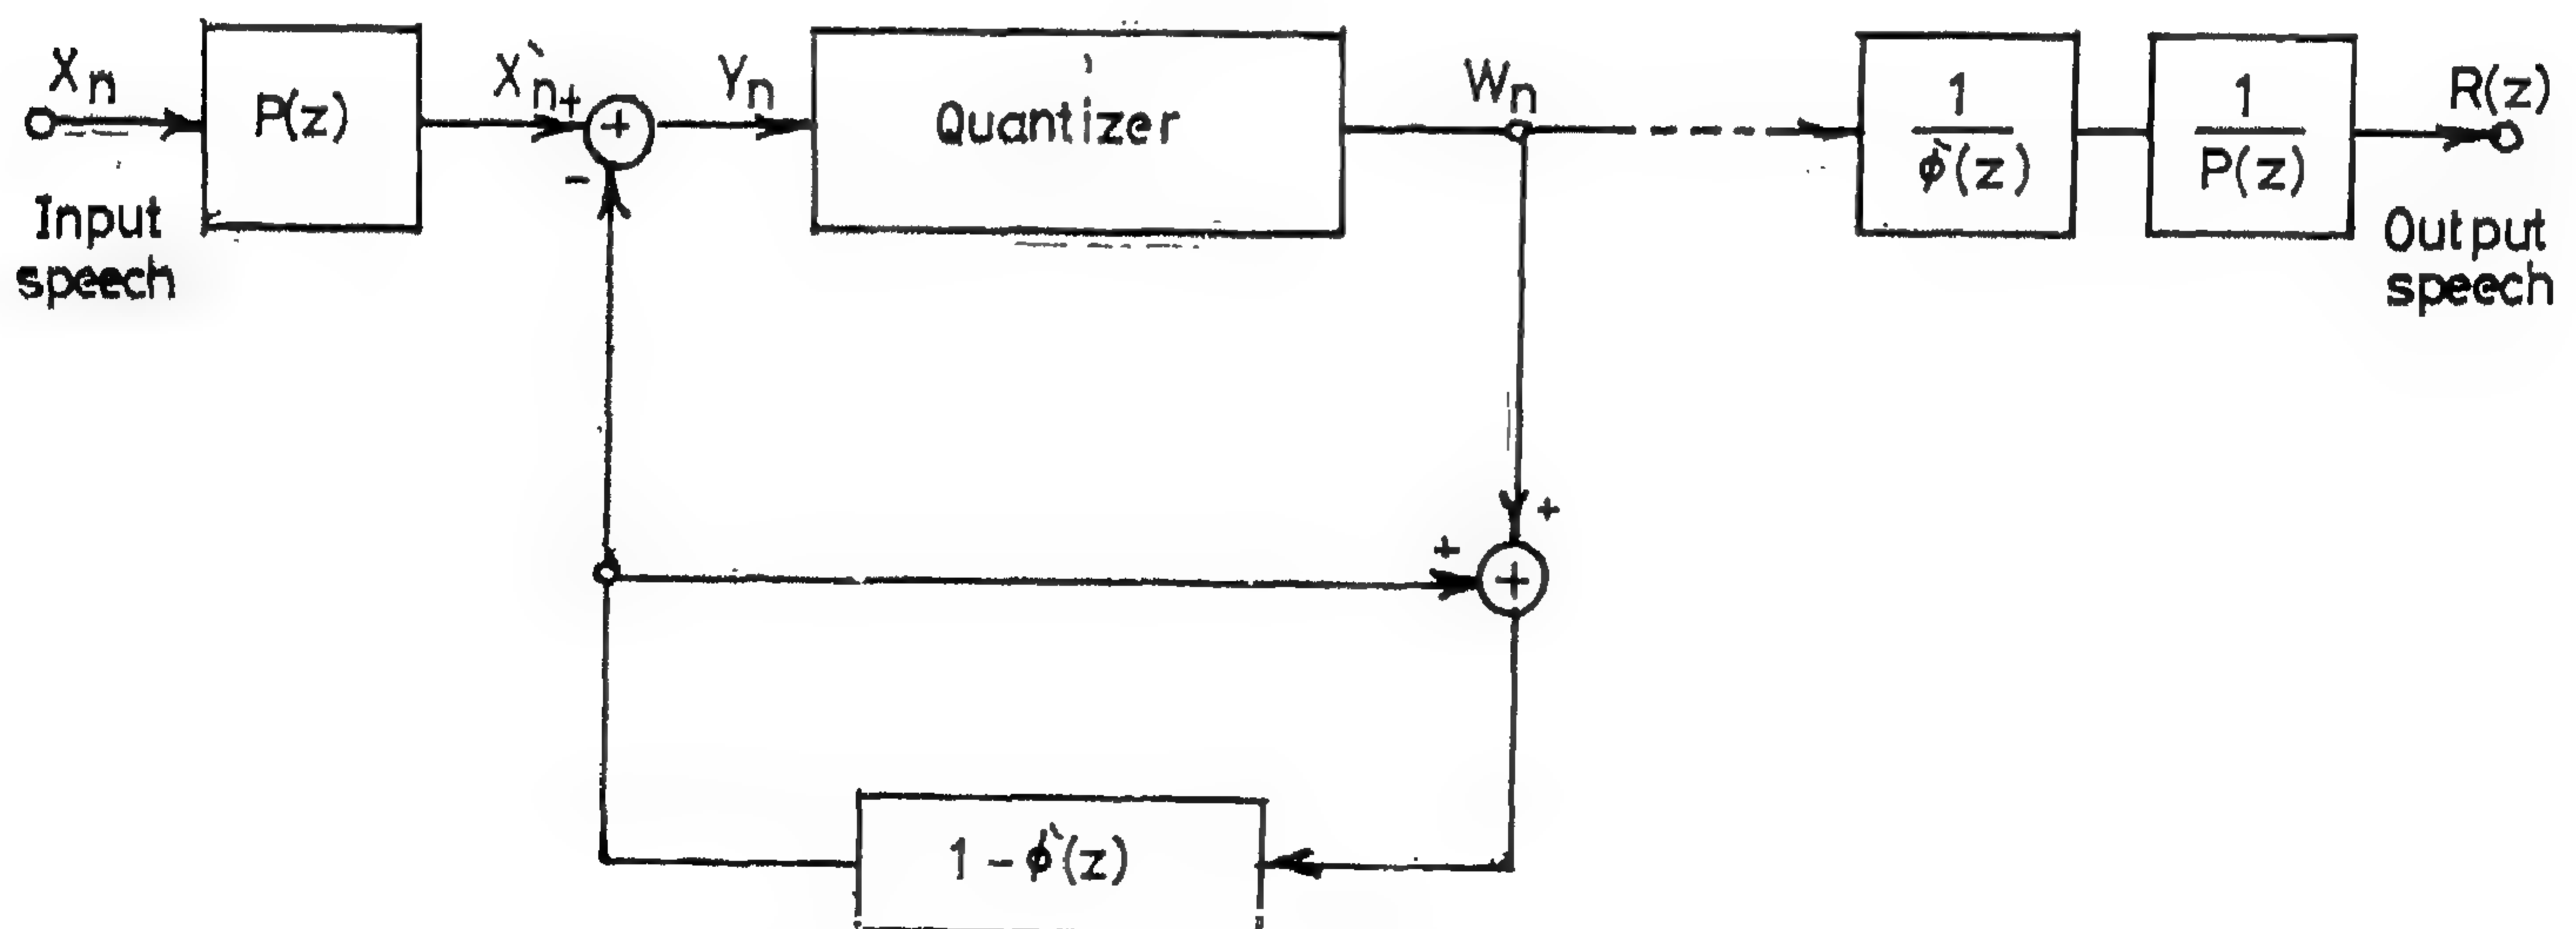 Xn
Input
speech
P(z)
X`n
+
+
-
Yn
Quantizer
Wn
1
ϕ`(z)
1
P(z)
R(z)
Output
speech
+
+
+
1 - ϕ`(z)